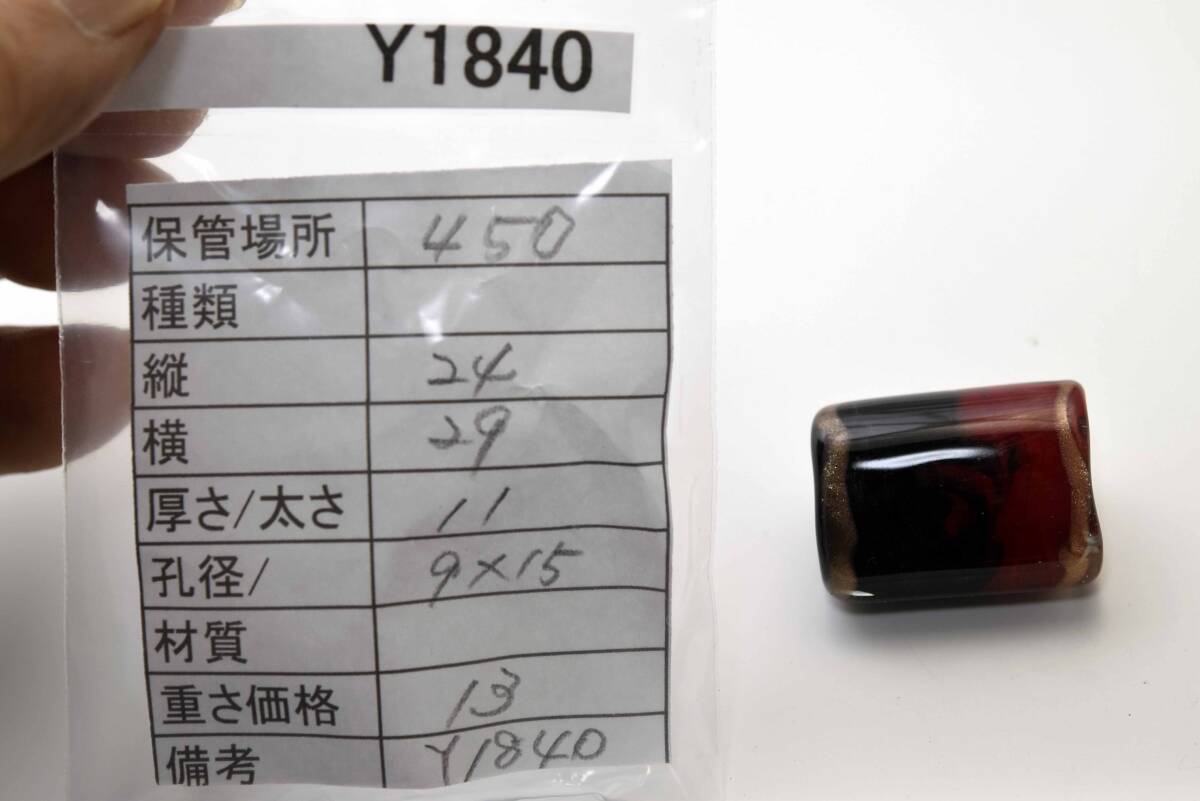 Y1840
保管場所 450
種類
縦 24
横 29
厚さ/太さ 11
孔径/ 9×15
材質
重さ価格 13
備考 Y1840